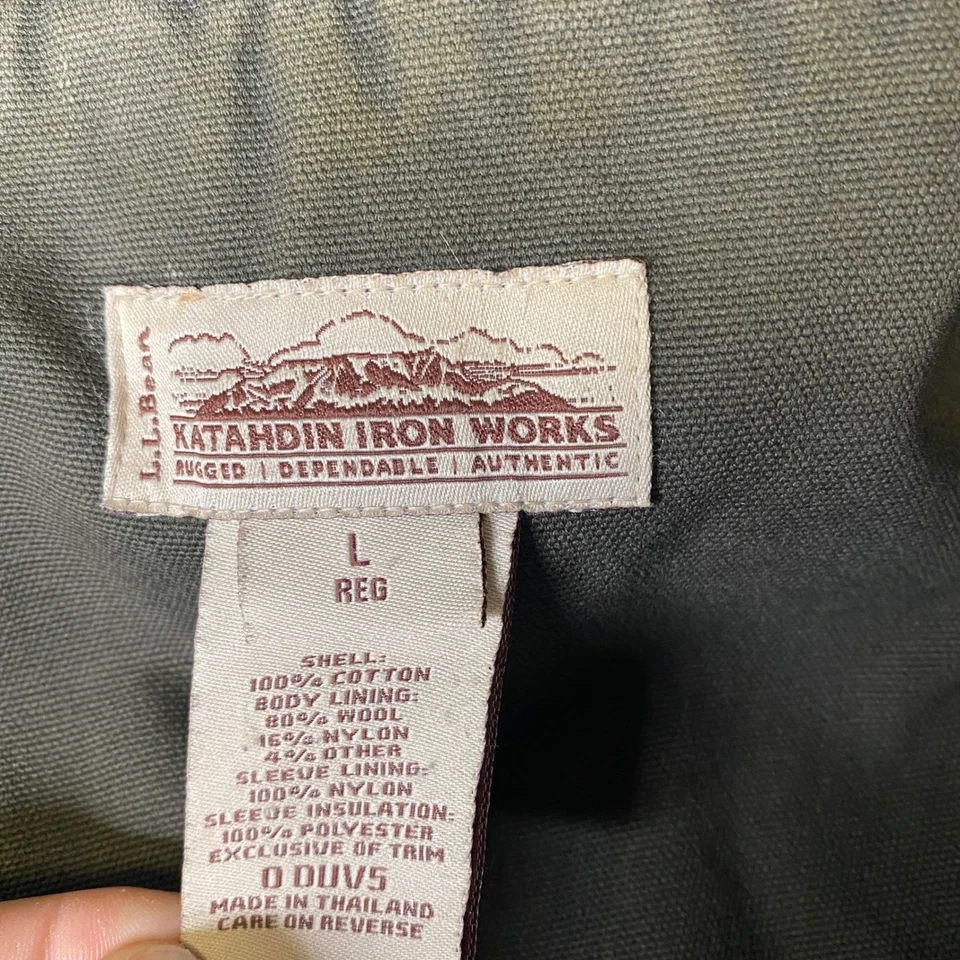 L.L.Bean
KATAHDIN IRON WORKS
RUGGED | DEPENDABLE | AUTHENTIC
L
REG
SHELL:
100% COTTON
BODY LINING:
80% WOOL
16% NYLON
4% OTHER
SLEEVE LINING:
100% NYLON
SLEEVE INSULATION:
100% POLYESTER
EXCLUSIVE OF TRIM
0 DUV5
MADE IN THAILAND
CARE ON REVERSE